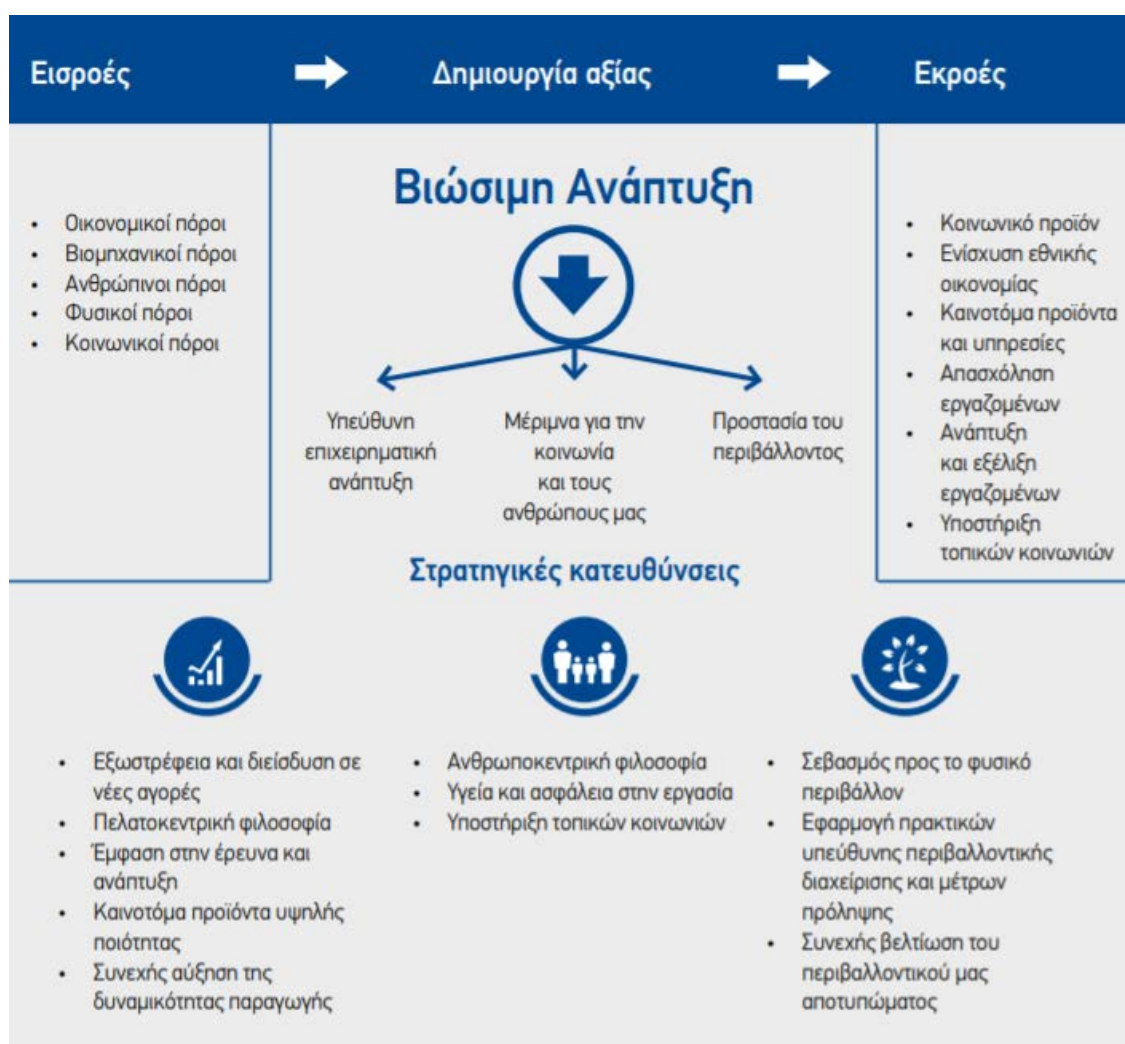 Εισροές
Δημιουργία αξίας
Εκροές
• Οικονομικοί πόροι
• Βιομηχανικοί πόροι
• Ανθρώπινοι πόροι
• Φυσικοί πόροι
• Κοινωνικοί πόροι
Βιώσιμη Ανάπτυξη
Υπεύθυνη
επιχειρηματική
ανάπτυξη
Μέριμνα για την
κοινωνία
και τους
ανθρώπους μας
Προστασία του
περιβάλλοντος
• Κοινωνικό προϊόν
• Ενίσχυση εθνικής
οικονομίας
• Καινοτόμα προϊόντα
και υπηρεσίες
• Απασχόληση
εργαζομένων
• Ανάπτυξη
και εξέλιξη
εργαζομένων
• Υποστήριξη
τοπικών κοινωνιών
Στρατηγικές κατευθύνσεις
• Εξωστρέφεια και διείσδυση σε
νέες αγορές
• Πελατοκεντρική φιλοσοφία
• Έμφαση στην έρευνα και
ανάπτυξη
• Καινοτόμα προϊόντα υψηλής
ποιότητας
• Συνεχής αύξηση της
δυναμικότητας παραγωγής
• Ανθρωποκεντρική φιλοσοφία
• Υγεία και ασφάλεια στην εργασία
• Υποστήριξη τοπικών κοινωνιών
• Σεβασμός προς το φυσικό
περιβάλλον
• Εφαρμογή πρακτικών
υπεύθυνης περιβαλλοντικής
διαχείρισης και μέτρων
πρόληψης
• Συνεχής βελτίωση του
περιβαλλοντικού μας
αποτυπώματος